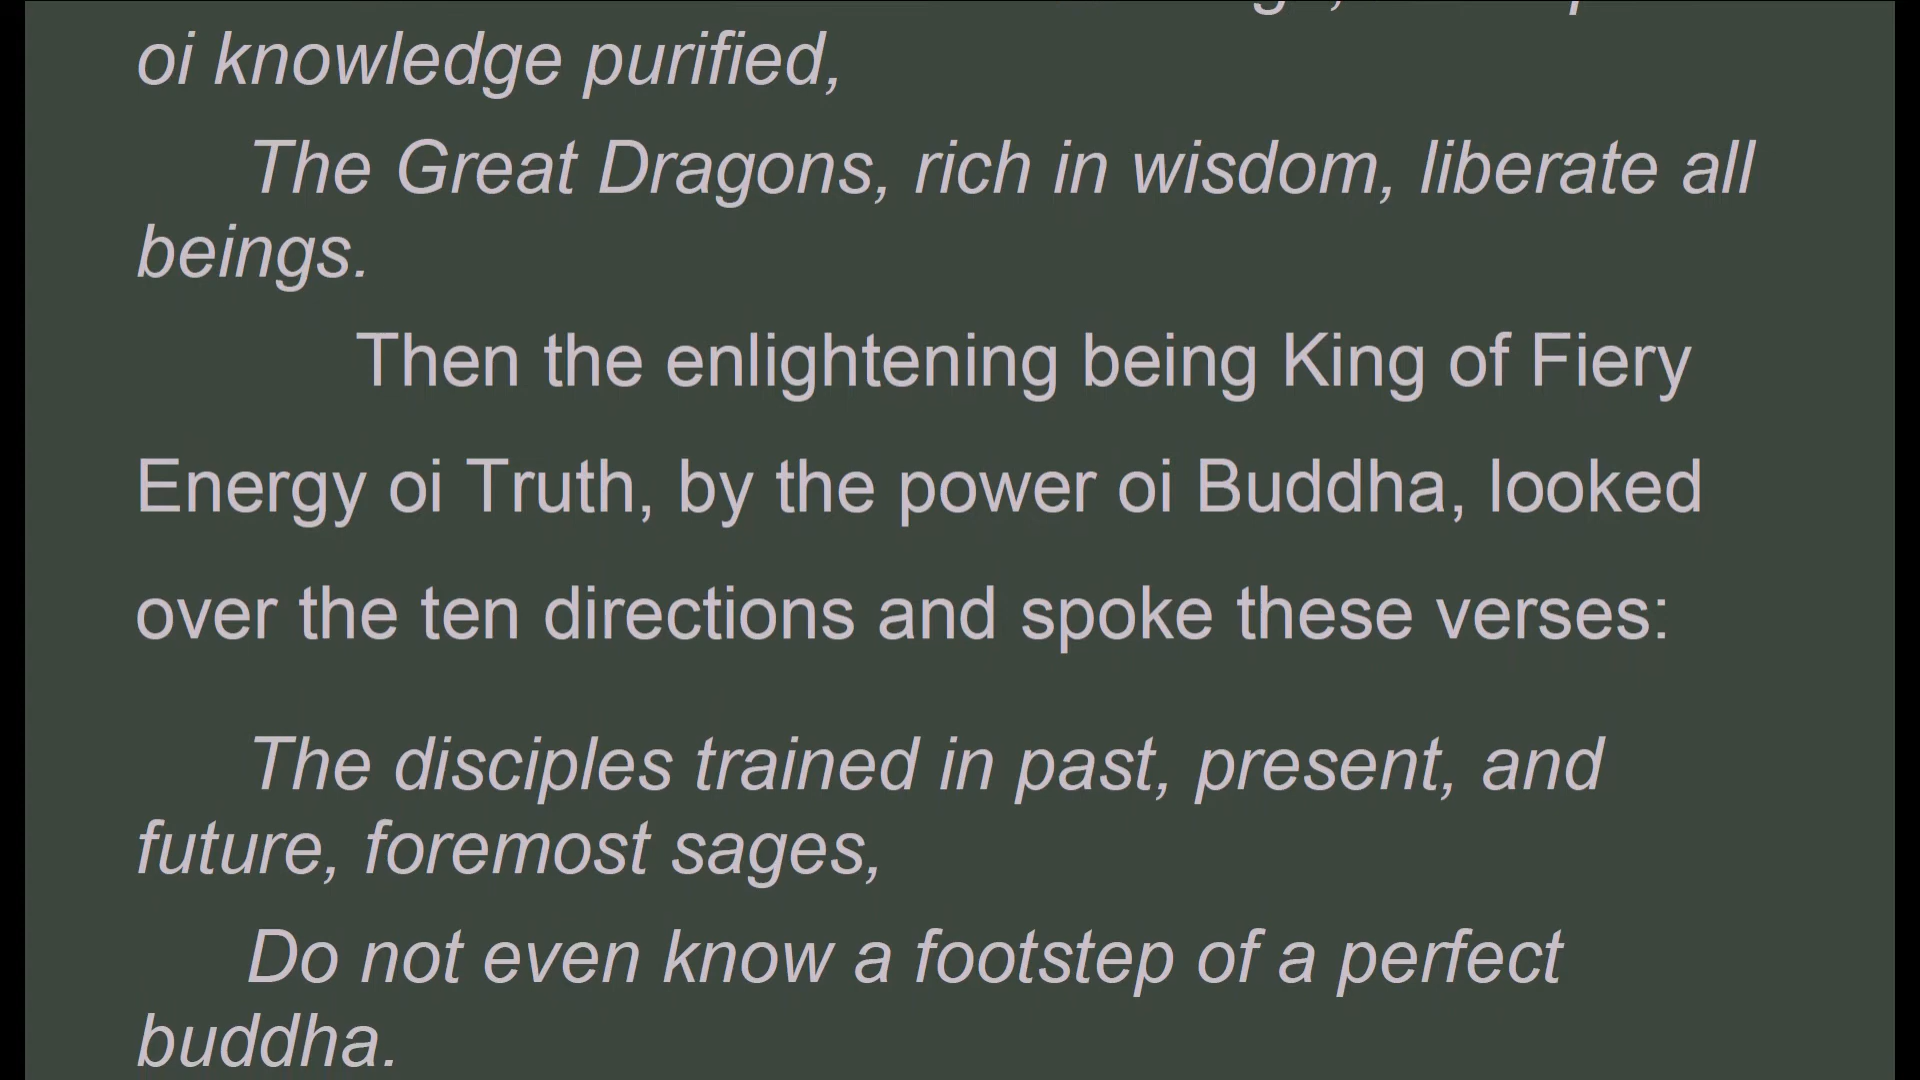 oi knowledge purified,
The Great Dragons, rich in wisdom, liberate all
beings.
Then the enlightening being King of Fiery
Energy oi Truth, by the power oi Buddha, looked
over the ten directions and spoke these verses:
The disciples trained in past, present, and
future, foremost sages,
Do not even know a footstep of a perfect
buddha.